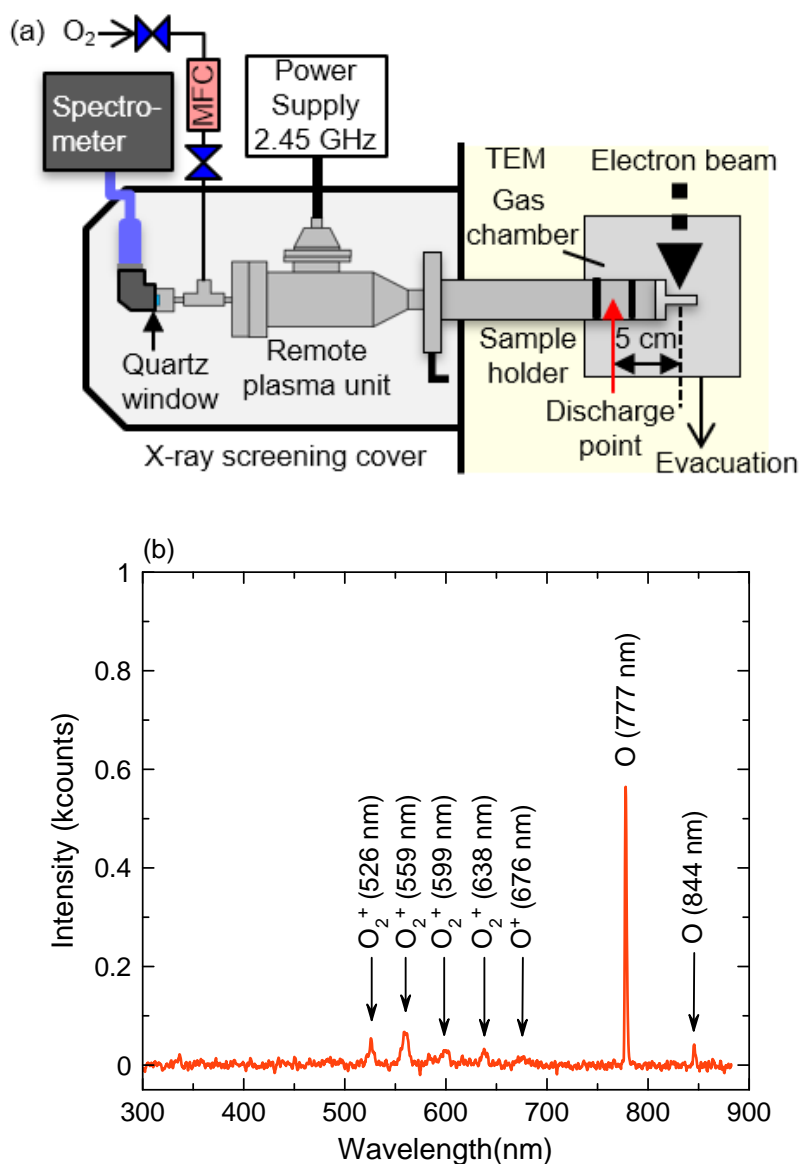 (a)
O2
MFC
Spectro-
meter
Power
Supply
2.45 GHz
TEM
Electron beam
Gas
chamber
Quartz
window
Remote
plasma unit
Sample
holder
5 cm
Discharge
point
Evacuation
X-ray screening cover
(b)
Intensity (kcounts)
1
0.8
0.6
0.4
0.2
0
O2+ (526 nm)
O2+ (559 nm)
O2+ (599 nm)
O2+ (638 nm)
O+ (676 nm)
O (777 nm)
O (844 nm)
300 400 500 600 700 800 900
Wavelength(nm)